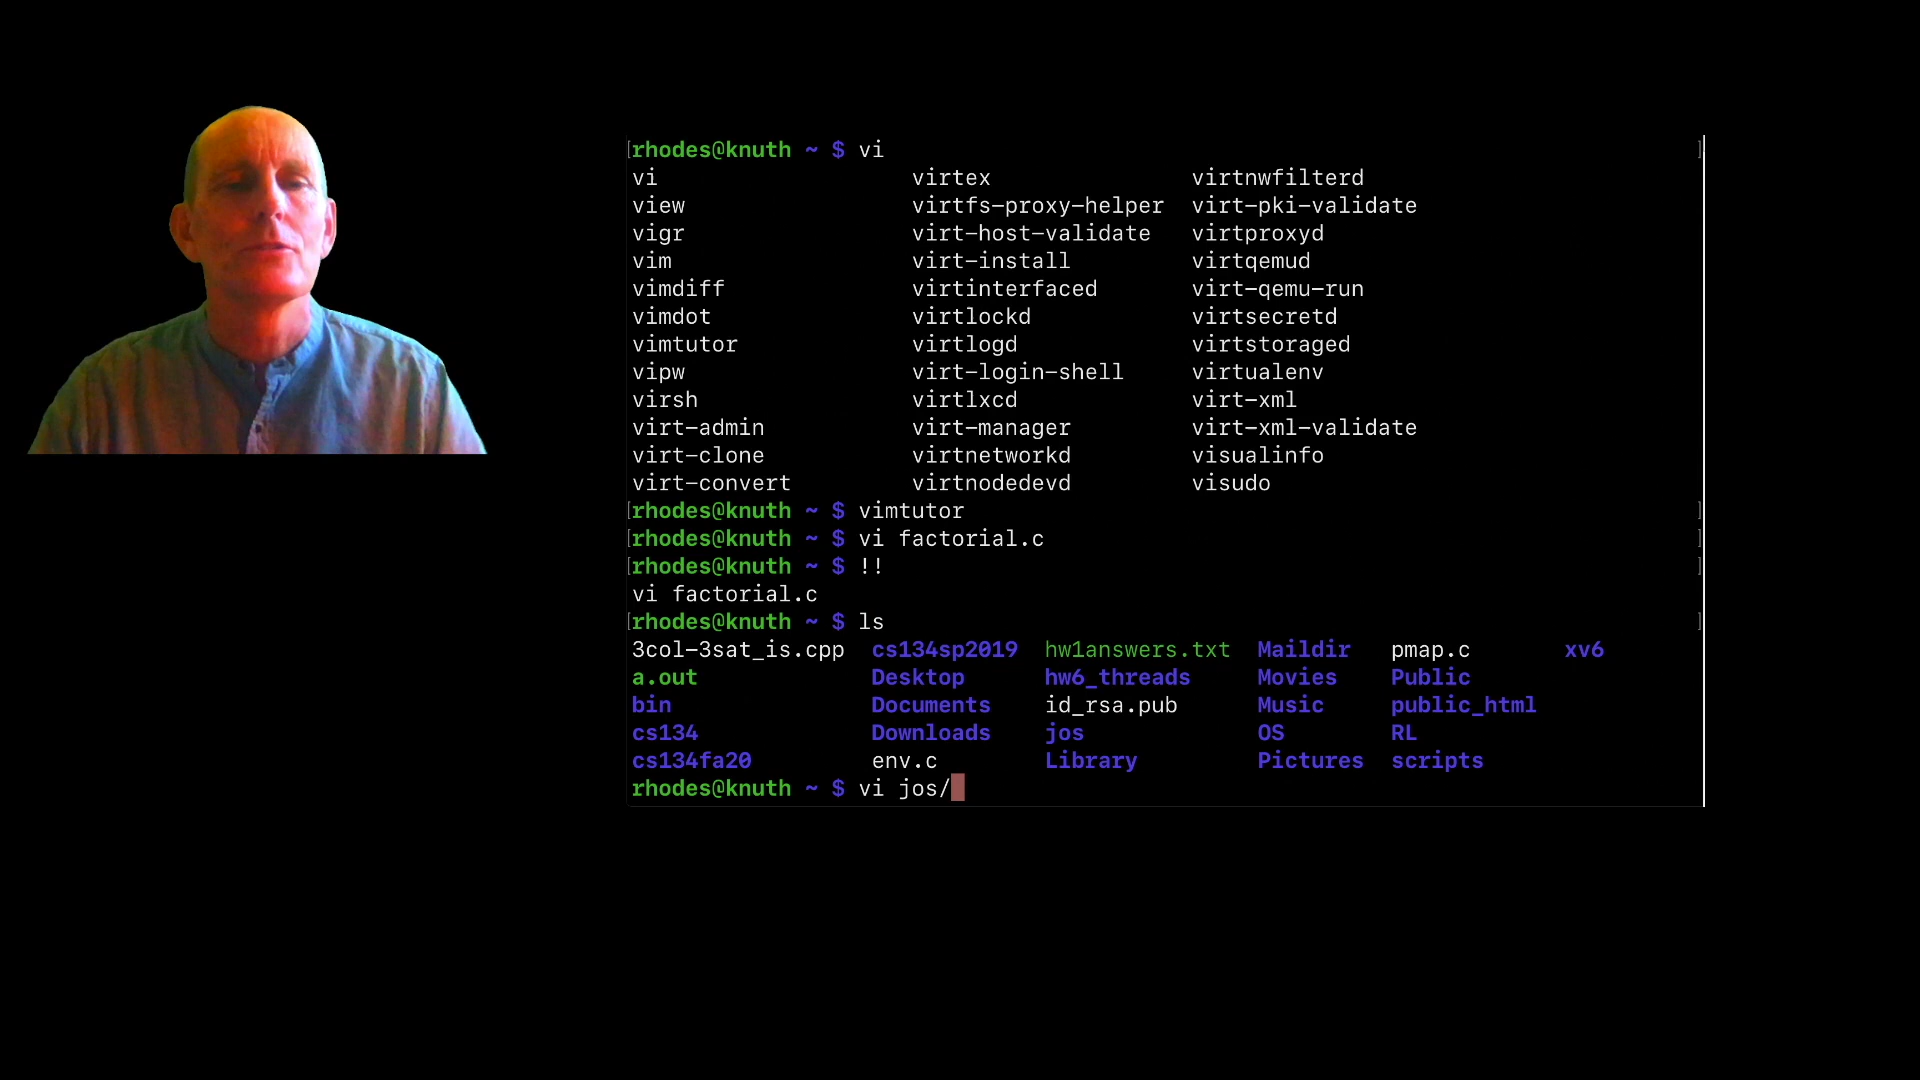 [rhodes@knuth ~ $ vi ]
vi virtex virtnwfilterd
view virtfs-proxy-helper virt-pki-validate
vigr virt-host-validate virtproxyd
vim virt-install virtqemud
vimdiff virtinterfaced virt-qemu-run
vimdot virtlockd virtsecretd
vimtutor virtlogd virtstoraged
vipw virt-login-shell virtualenv
virsh virtlxcd virt-xml
virt-admin virt-manager virt-xml-validate
virt-clone virtnetworkd visualinfo
virt-convert virtnodedevd visudo
[rhodes@knuth ~ $ vimtutor ]
[rhodes@knuth ~ $ vi factorial.c ]
[rhodes@knuth ~ $ !! ]
vi factorial.c
[rhodes@knuth ~ $ ls ]
3col-3sat_is.cpp cs134sp2019 hw1answers.txt Maildir pmap.c xv6
a.out Desktop hw6_threads Movies Public
bin Documents id_rsa.pub Music public_html
cs134 Downloads jos OS RL
cs134fa20 env.c Library Pictures scripts
rhodes@knuth ~ $ vi jos/